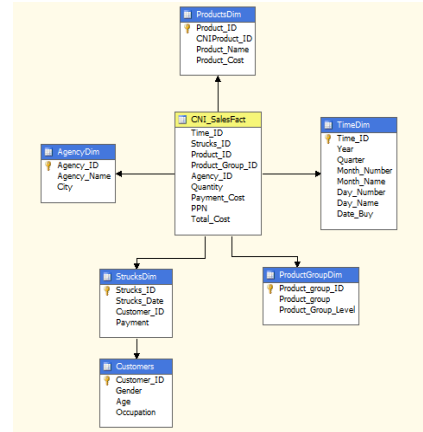 ProductsDim
Product_ID
CNIProduct_ID
Product_Name
Product_Cost
CNI_SalesFact
Time_ID
Strucks_ID
Product_ID
Product_Group_ID
Agency_ID
Quantity
Payment_Cost
PPN
Total_Cost
AgencyDim
Agency_ID
Agency_Name
City
TimeDim
Time_ID
Year
Quarter
Month_Number
Month_Name
Day_Number
Day_Name
Date_Buy
StrucksDim
Strucks_ID
Strucks_Date
Customer_ID
Payment
ProductGroupDim
Product_group_ID
Product_group
Product_Group_Level
Customers
Customer_ID
Gender
Age
Occupation